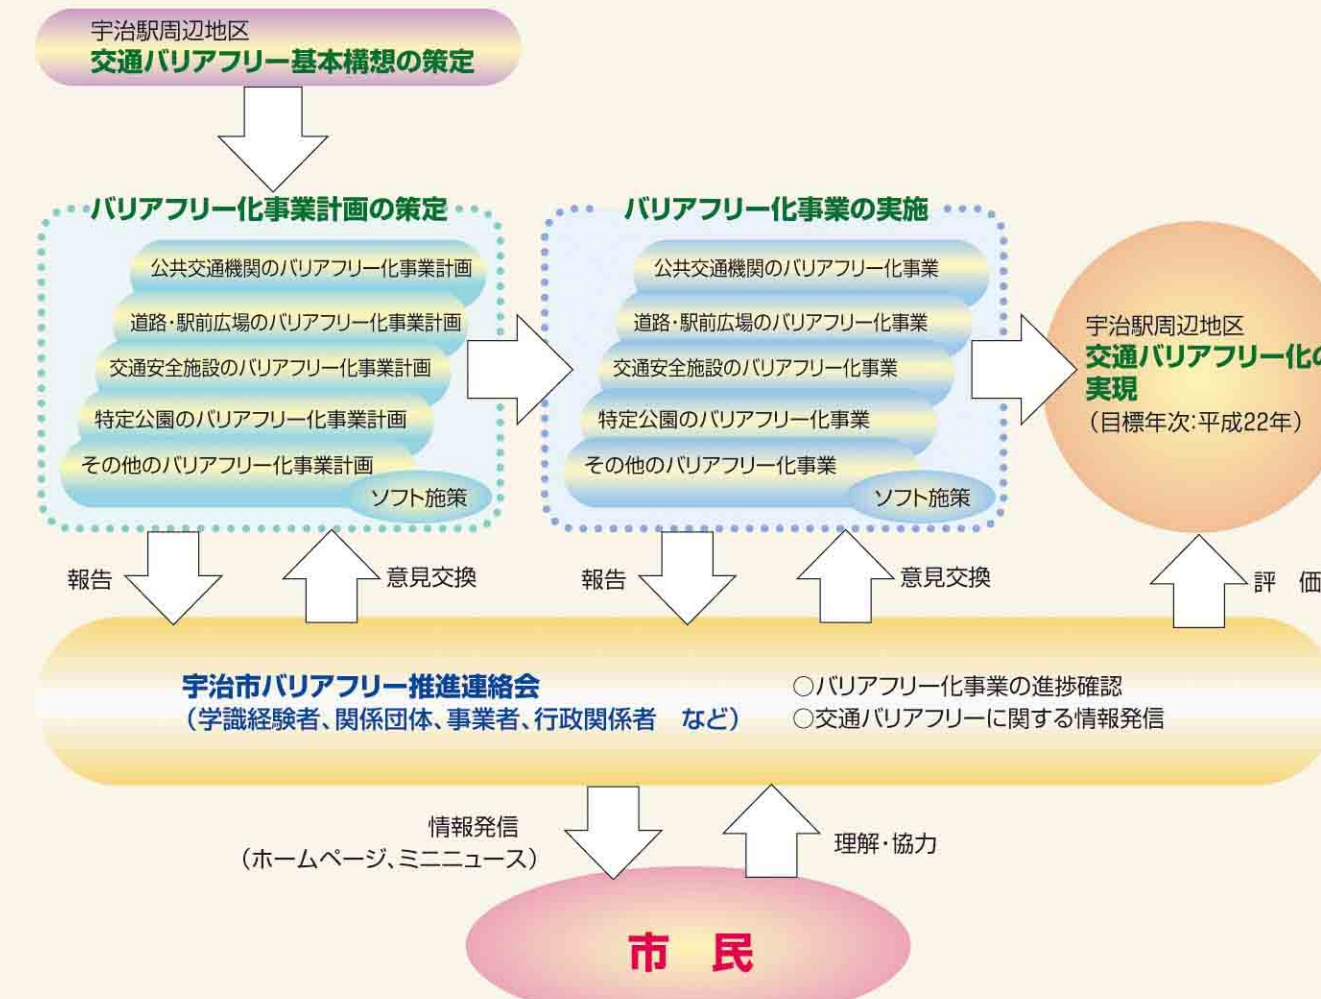 宇治駅周辺地区
交通バリアフリー基本構想の策定
バリアフリー化事業計画の策定
公共交通機関のバリアフリー化事業計画
道路・駅前広場のバリアフリー化事業計画
交通安全施設のバリアフリー化事業計画
特定公園のバリアフリー化事業計画
その他のバリアフリー化事業計画
ソフト施策
バリアフリー化事業の実施
公共交通機関のバリアフリー化事業
道路・駅前広場のバリアフリー化事業
交通安全施設のバリアフリー化事業
特定公園のバリアフリー化事業
その他のバリアフリー化事業
ソフト施策
宇治駅周辺地区
交通バリアフリー化の
実現
(目標年次:平成22年)
報告
意見交換
報告
意見交換
評 価
宇治市バリアフリー推進連絡会
(学識経験者、関係団体、事業者、行政関係者 など)
○バリアフリー化事業の進捗確認
○交通バリアフリーに関する情報発信
情報発信
(ホームページ、ミニニュース)
理解・協力
市 民